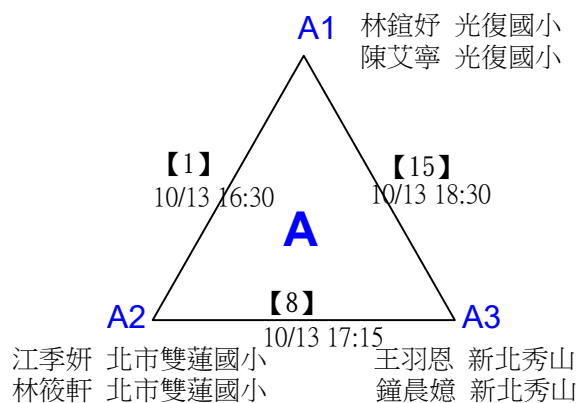 A1
林鍹妤 光復國小
陳艾寧 光復國小
【1】
10/13 16:30
【15】
10/13 18:30
A
A2
【8】
10/13 17:15
A3
江季妍 北市雙蓮國小
林筱軒 北市雙蓮國小
王羽恩 新北秀山
鐘晨嬑 新北秀山